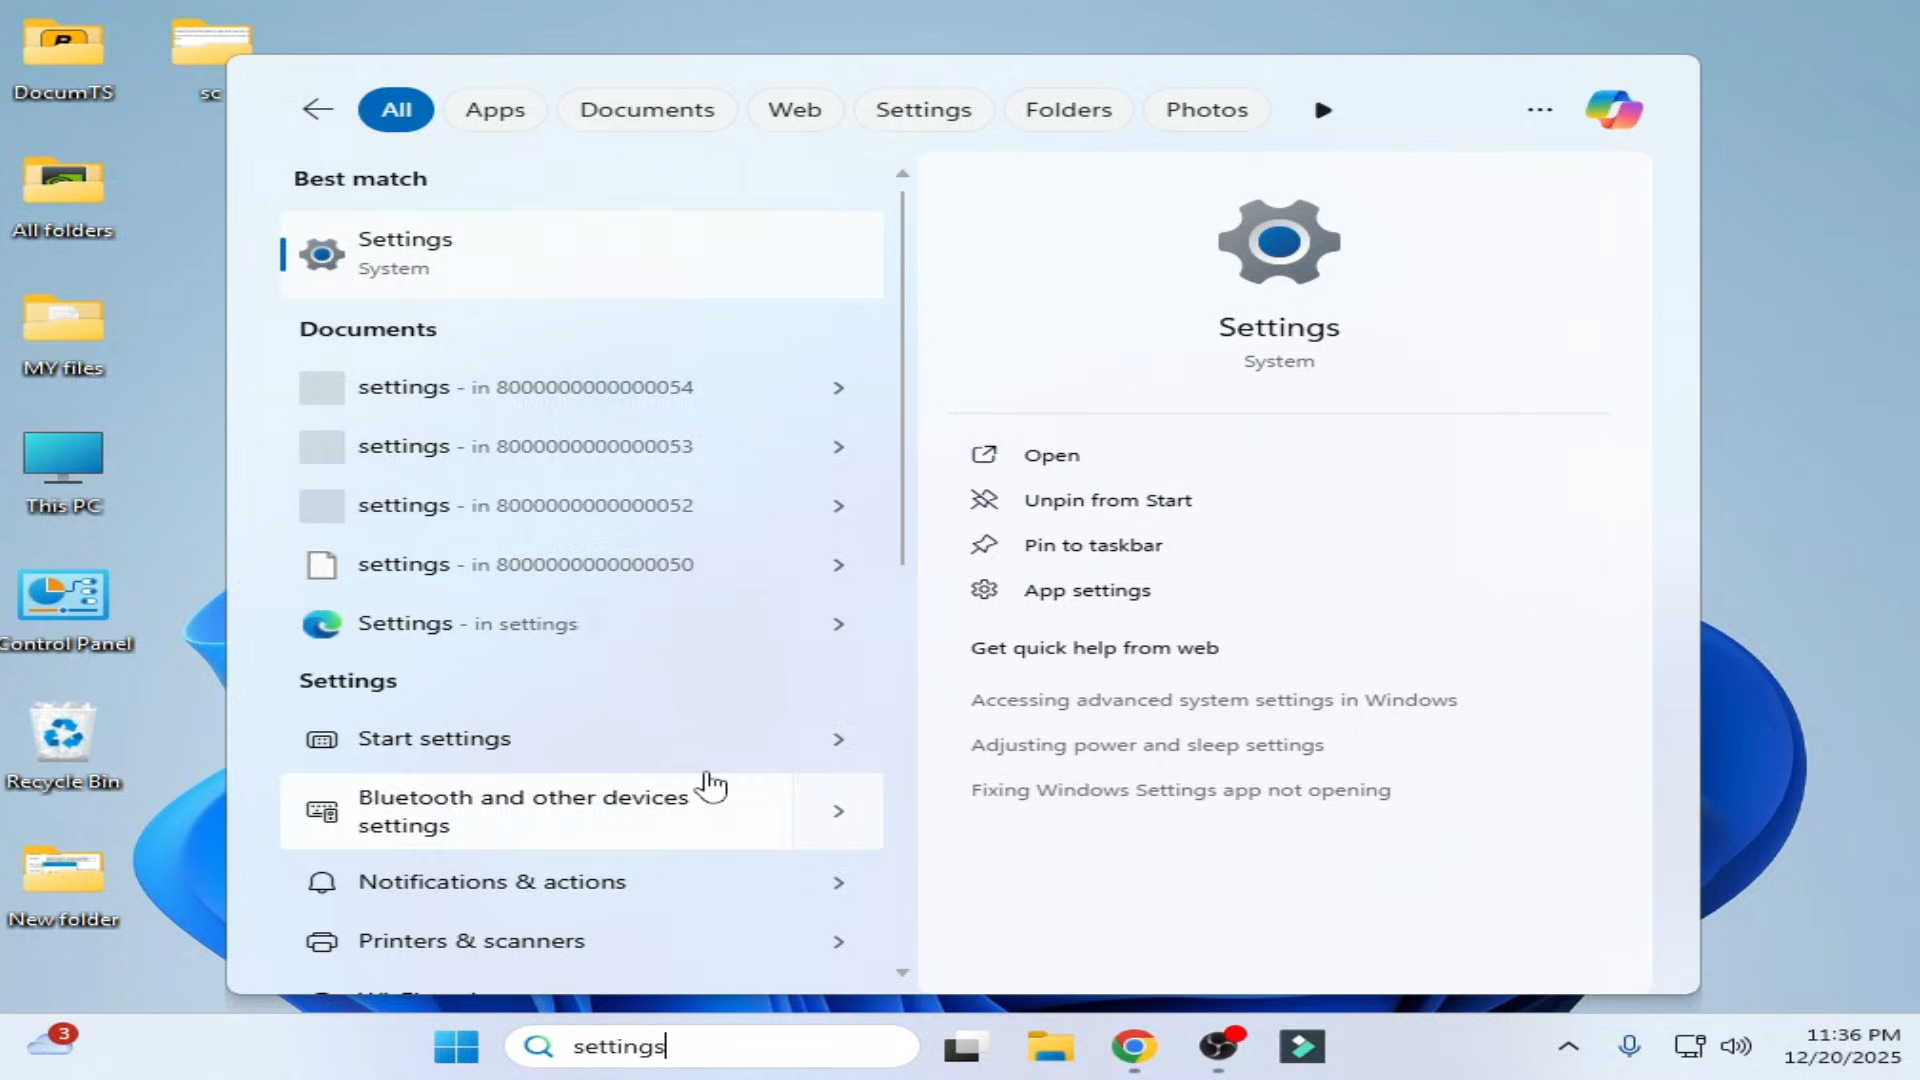 DocumTS
sc
All folders
MY files
This PC
Control Panel
Recycle Bin
New folder
All
Apps
Documents
Web
Settings
Folders
Photos
Best match
Settings
System
Documents
settings - in 8000000000000054
settings - in 8000000000000053
settings - in 8000000000000052
settings - in 8000000000000050
Settings - in settings
Settings
Start settings
Bluetooth and other devices
settings
Notifications & actions
Printers & scanners
Settings
System
Open
Unpin from Start
Pin to taskbar
App settings
Get quick help from web
Accessing advanced system settings in Windows
Adjusting power and sleep settings
Fixing Windows Settings app not opening
3
settings
11:36 PM
12/20/2025